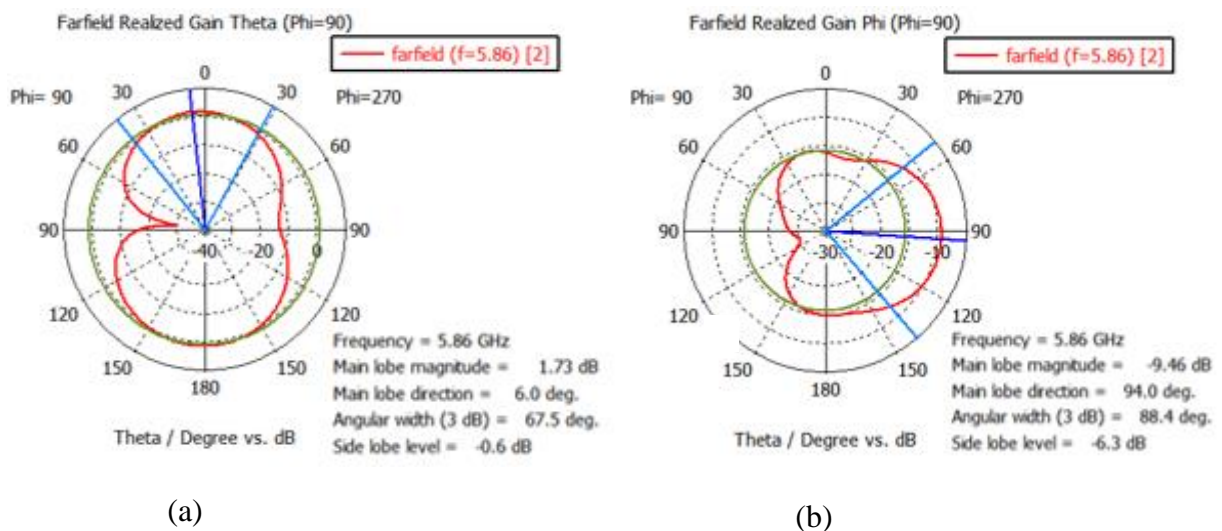 Farfield Realized Gain Theta (Phi=90)
farfield (f=5.86) [2]
0
Phi= 90
30
30
Phi=270
60
60
90
-40
0
90
120
120
150
150
180
Frequency = 5.86 GHz
Main lobe magnitude = 1.73 dB
Main lobe direction = 6.0 deg.
Angular width (3 dB) = 67.5 deg.
Side lobe level = -0.6 dB
Theta / Degree vs. dB
(a)
Farfield Realized Gain Phi (Phi=90)
farfield (f=5.86) [2]
0
Phi= 90
30
30
Phi=270
60
60
90
-30
-20
-10
90
120
120
150
150
180
Frequency = 5.86 GHz
Main lobe magnitude = -9.46 dB
Main lobe direction = 94.0 deg.
Angular width (3 dB) = 88.4 deg.
Side lobe level = -6.3 dB
Theta / Degree vs. dB
(b)